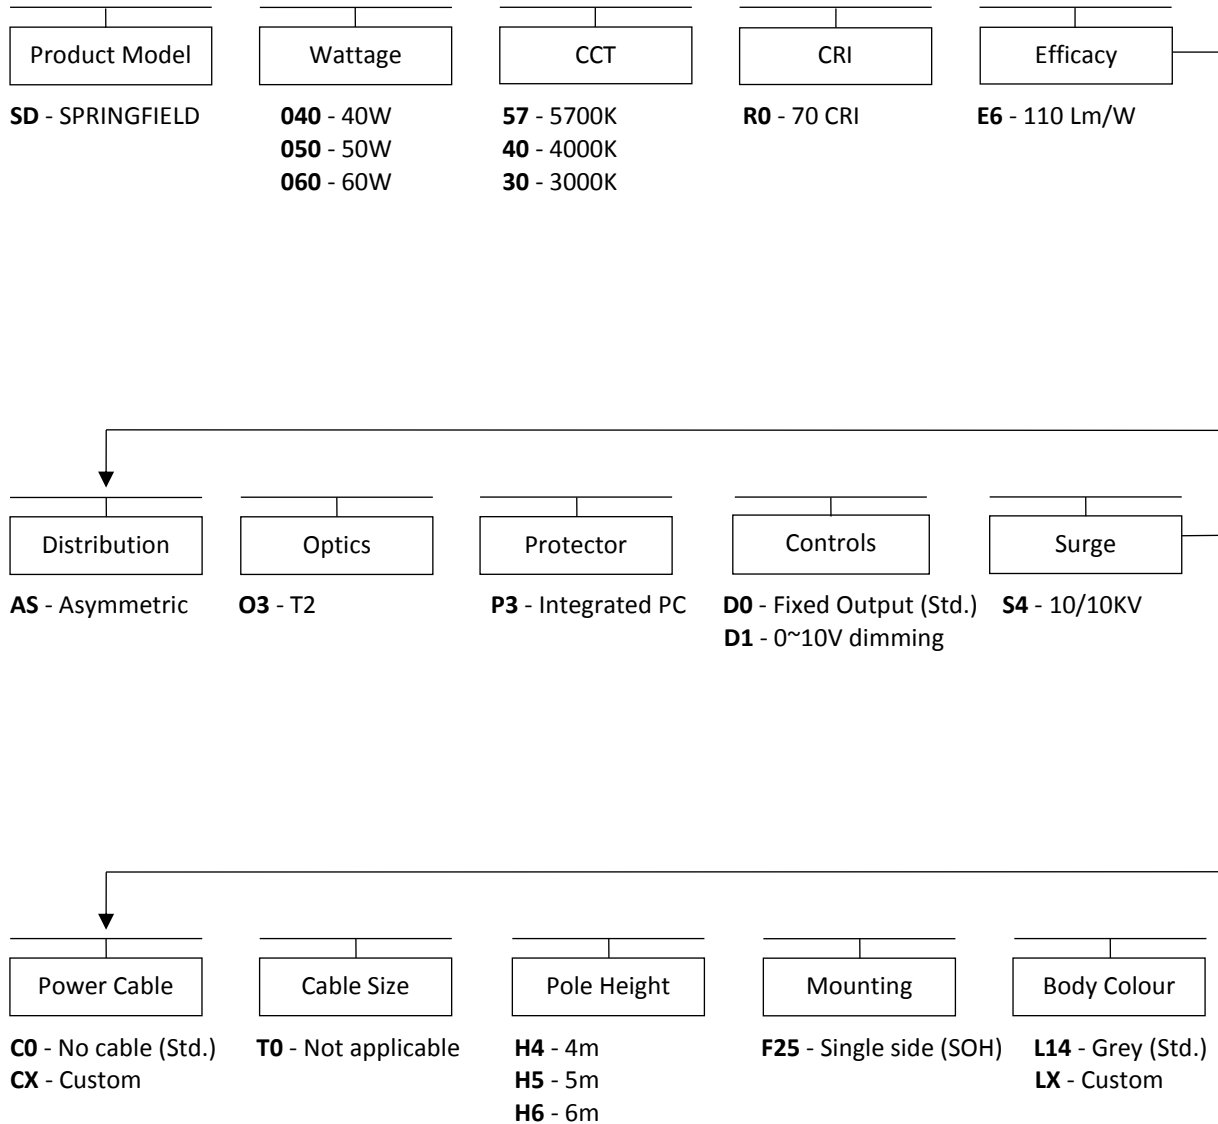 Product Model Wattage CCT CRI Efficacy
SD - SPRINGFIELD 040 - 40W 57 - 5700K R0 - 70 CRI E6 - 110 Lm/W
050 - 50W 40 - 4000K
060 - 60W 30 - 3000K
Distribution Optics Protector Controls Surge
AS - Asymmetric O3 - T2 P3 - Integrated PC D0 - Fixed Output (Std.) S4 - 10/10KV
D1 - 0~10V dimming
Power Cable Cable Size Pole Height Mounting Body Colour
C0 - No cable (Std.) T0 - Not applicable H4 - 4m F25 - Single side (SOH) L14 - Grey (Std.)
CX - Custom H5 - 5m LX - Custom
H6 - 6m